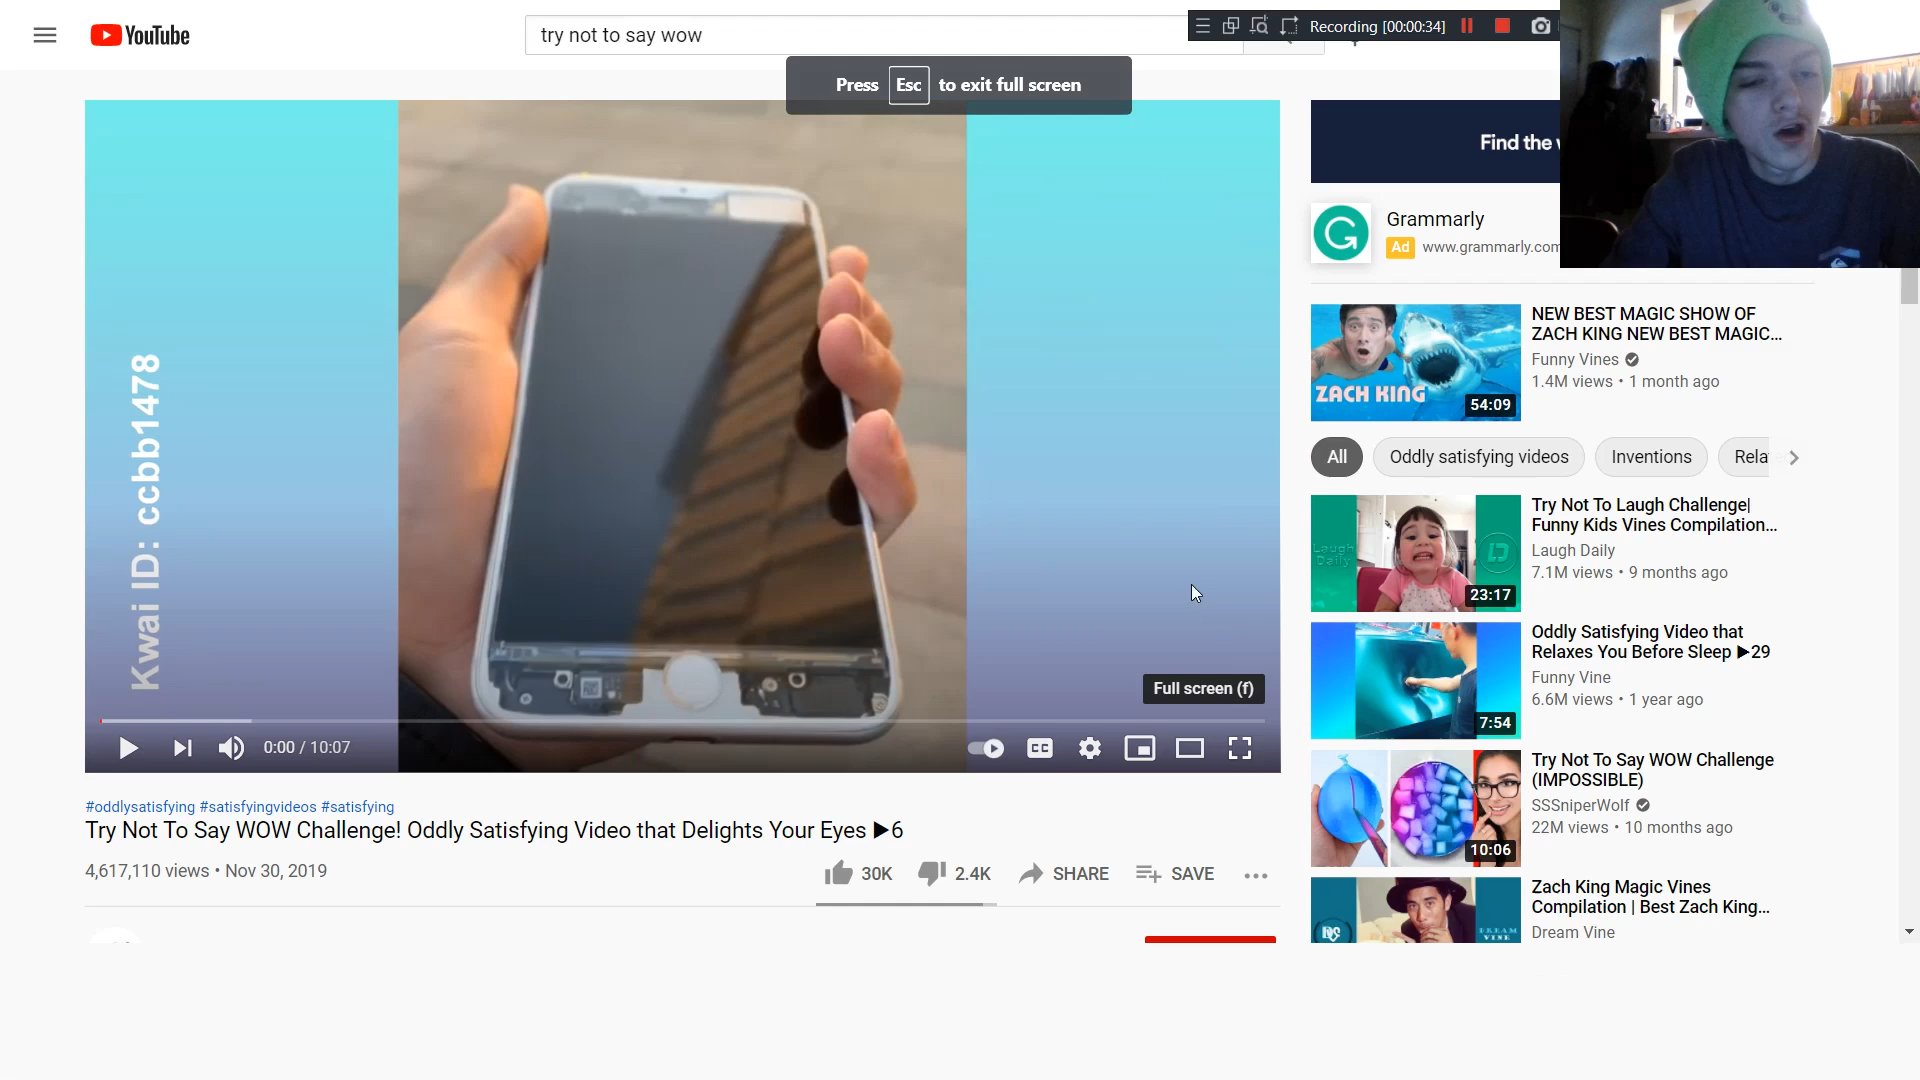 YouTube
try not to say wow
Recording [00:00:34]
Press Esc to exit full screen
Kwai ID: ccbb1478
Full screen (f)
0:00 / 10:07
CC
#oddlysatisfying #satisfyingvideos #satisfying
Try Not To Say WOW Challenge! Oddly Satisfying Video that Delights Your Eyes ▶6
4,617,110 views • Nov 30, 2019
30K
2.4K
SHARE
SAVE
Find the
Grammarly
Ad www.grammarly.com
ZACH KING
54:09
NEW BEST MAGIC SHOW OF
ZACH KING NEW BEST MAGIC...
Funny Vines
1.4M views • 1 month ago
All
Oddly satisfying videos
Inventions
Rela
Laugh
Daily
23:17
Try Not To Laugh Challenge|
Funny Kids Vines Compilation...
Laugh Daily
7.1M views • 9 months ago
7:54
Oddly Satisfying Video that
Relaxes You Before Sleep ▶29
Funny Vine
6.6M views • 1 year ago
10:06
Try Not To Say WOW Challenge
(IMPOSSIBLE)
SSSniperWolf
22M views • 10 months ago
DREAM
VINE
Zach King Magic Vines
Compilation | Best Zach King...
Dream Vine